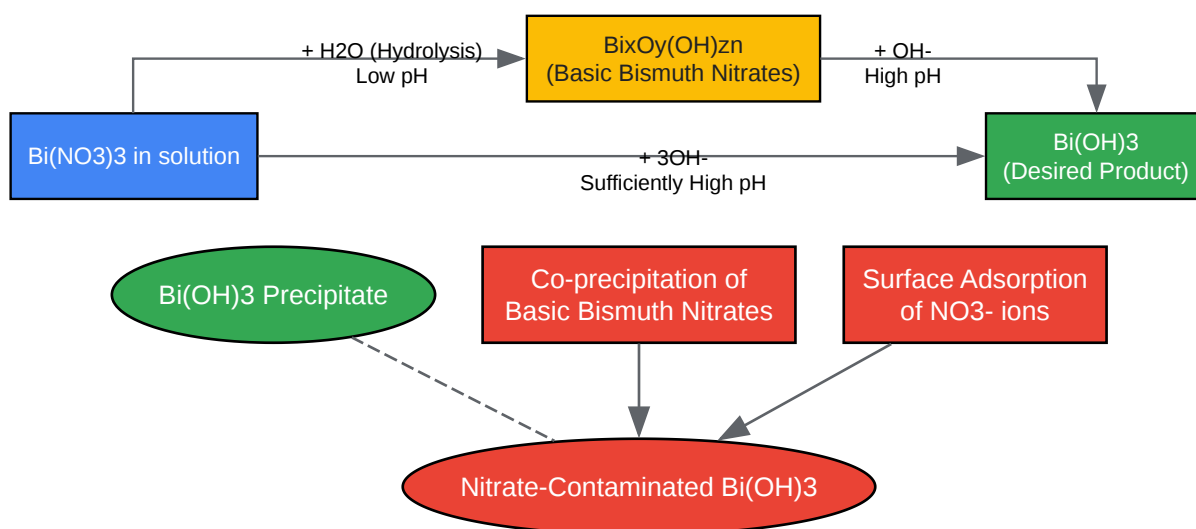 + H2O (Hydrolysis)
Low pH
BixOy(OH)zn
(Basic Bismuth Nitrates)
+ OH-
High pH
Bi(NO3)3 in solution
+ 3OH-
Sufficiently High pH
Bi(OH)3
(Desired Product)
Bi(OH)3 Precipitate
Co-precipitation of
Basic Bismuth Nitrates
Surface Adsorption
of NO3- ions
Nitrate-Contaminated Bi(OH)3